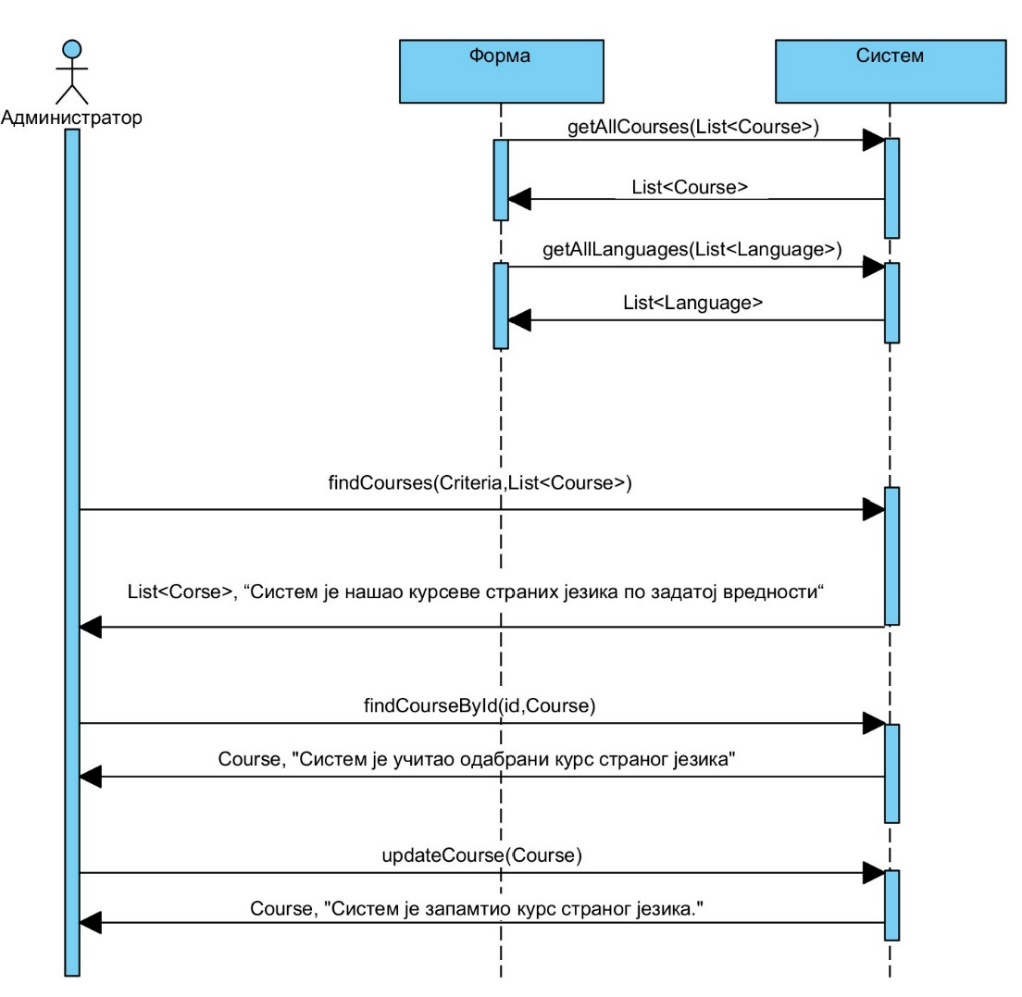 Форма
Систем
Администратор
getAllCourses(List<Course>)
List<Course>
getAllLanguages(List<Language>)
List<Language>
findCourses(Criteria,List<Course>)
List<Corse>, “Систем је нашао курсеве страних језика по задатој вредности“
findCourseById(id,Course)
Course, "Систем је учитао одабрани курс страног језика"
updateCourse(Course)
Course, "Систем је запамтио курс страног језика."